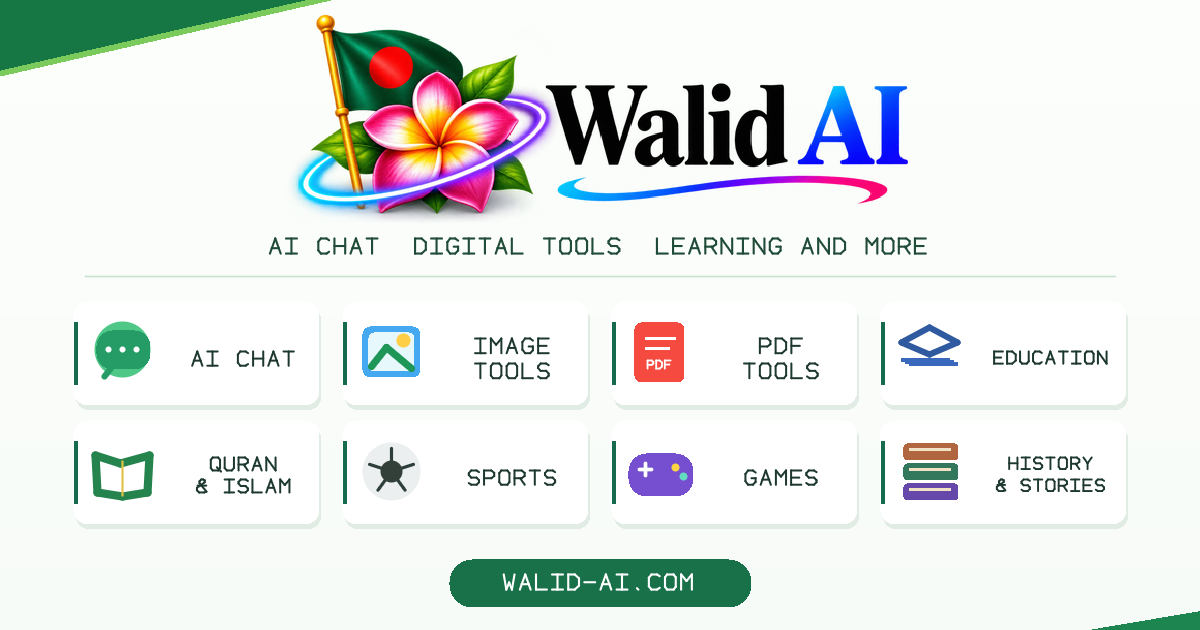 Walid AI
AI CHAT DIGITAL TOOLS LEARNING AND MORE
AI CHAT
IMAGE
TOOLS
PDF
PDF
TOOLS
EDUCATION
QURAN
& ISLAM
SPORTS
GAMES
HISTORY
& STORIES
WALID-AI.COM